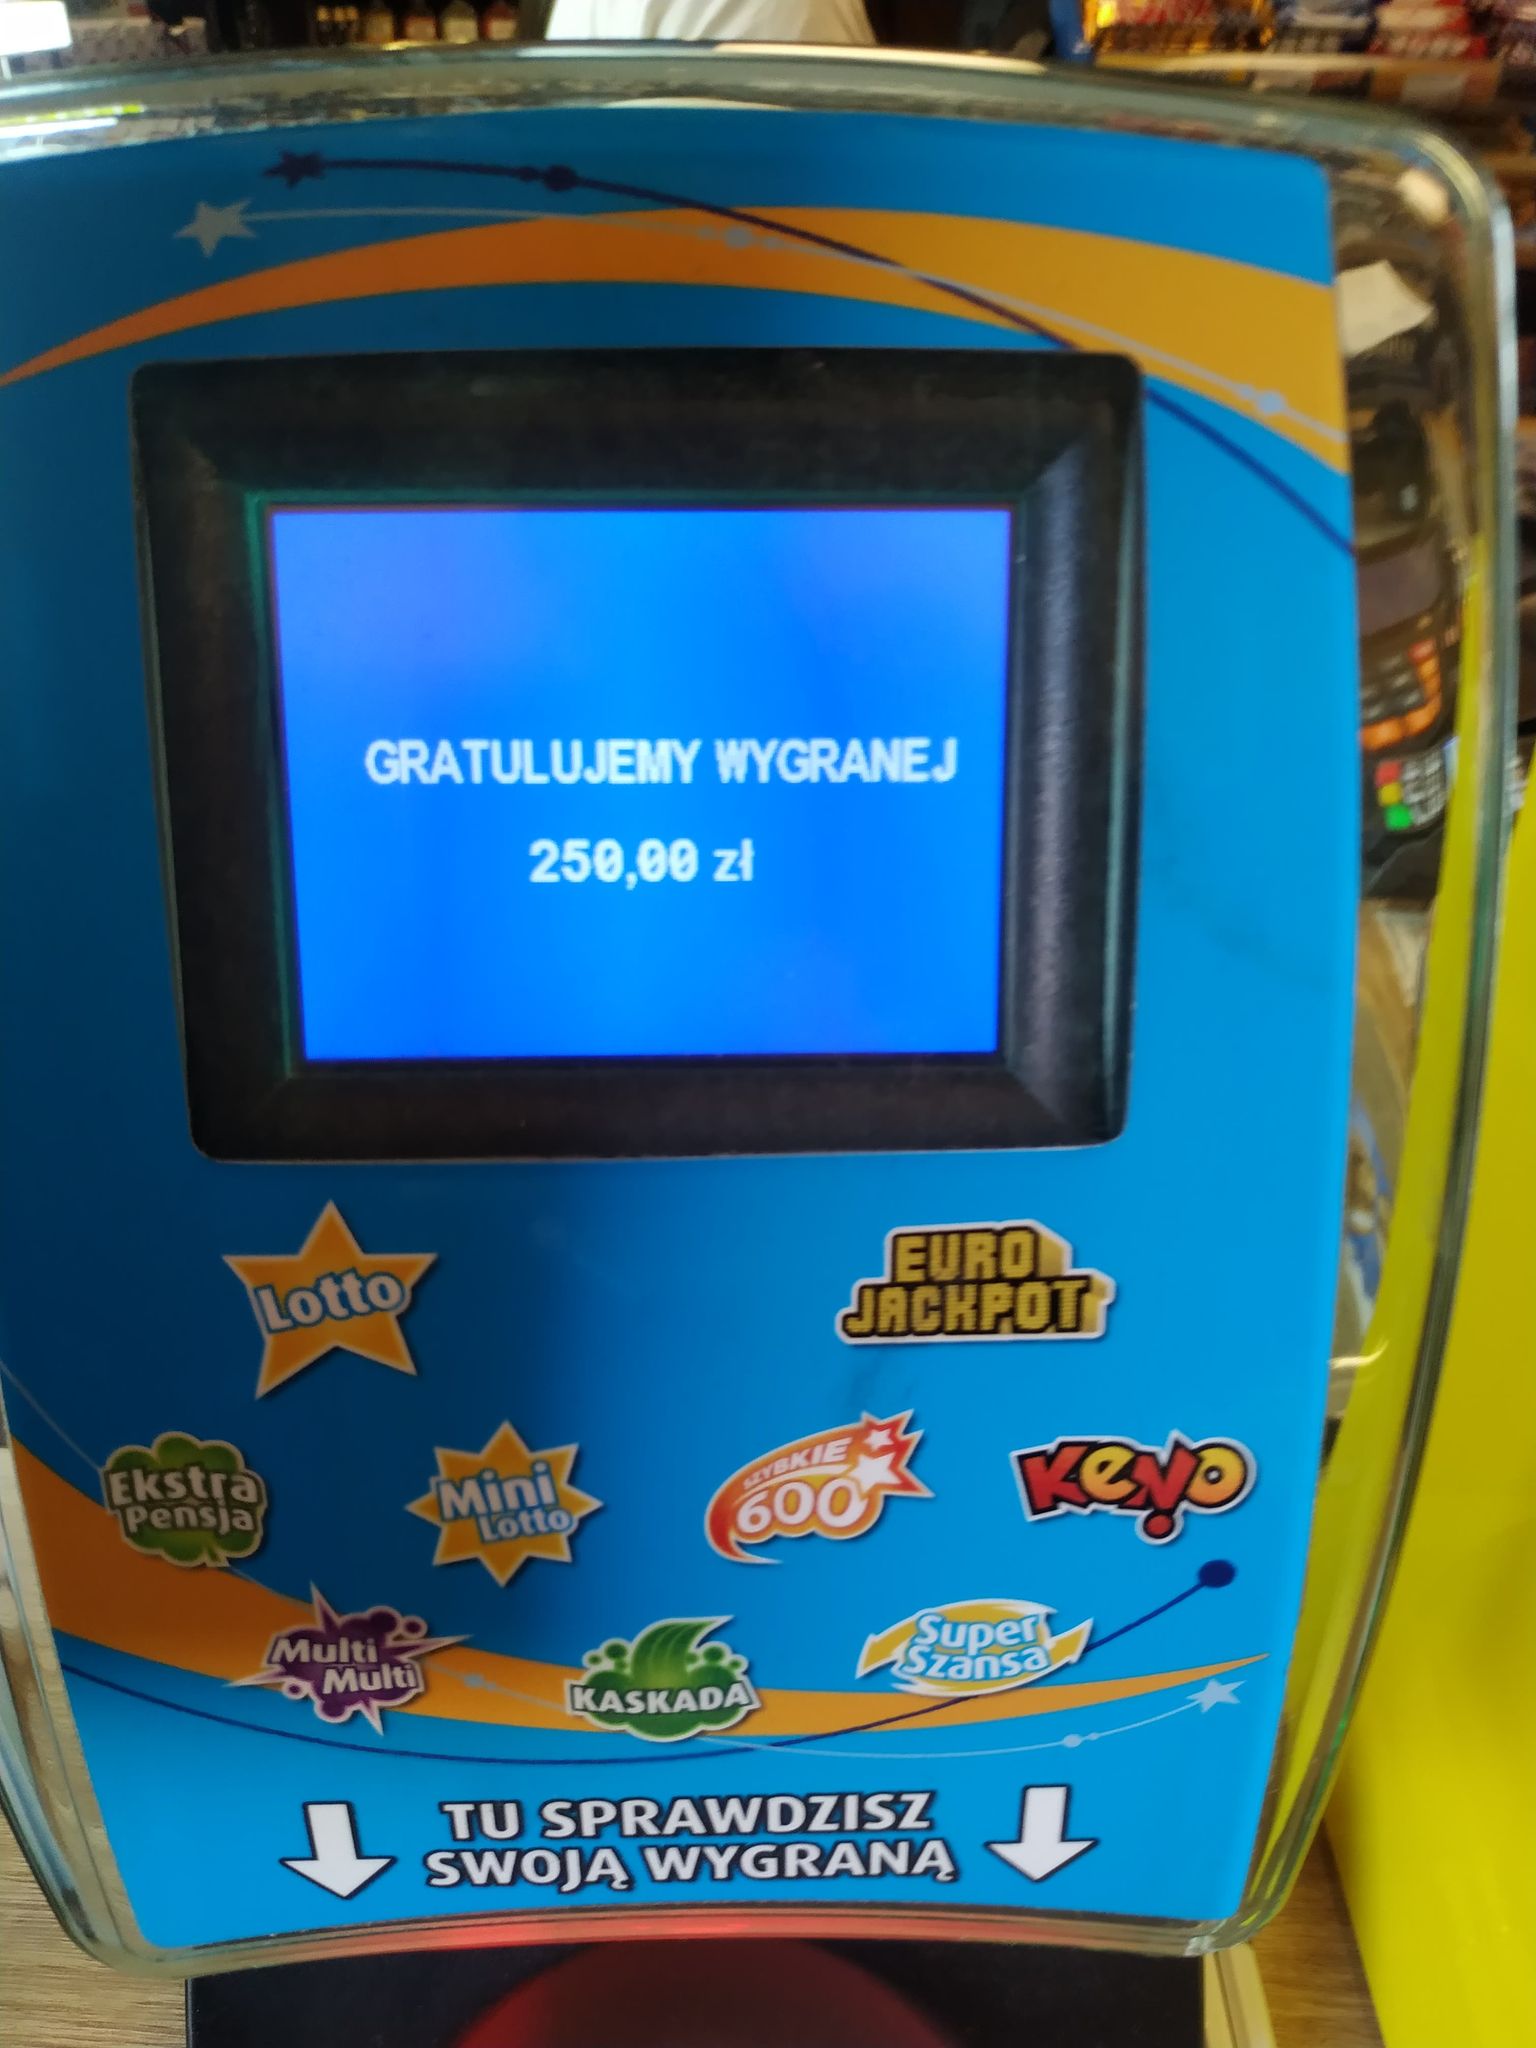 GRATULUJEMY WYGRANEJ
250,00 zł
Lotto
EURO
JACKPOT
Ekstra
Pensja
Mini
Lotto
SZYBKIE
600
KENO
Multi
Multi
KASKADA
Super
Szansa
TU SPRAWDZISZ
SWOJĄ WYGRANĄ